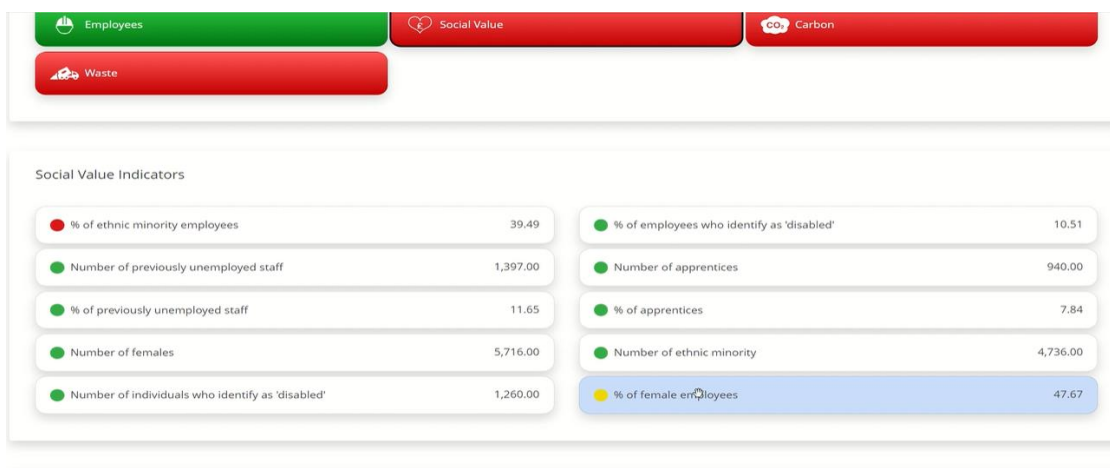 Employees
Social Value
CO₂ Carbon
Waste
Social Value Indicators
% of ethnic minority employees 39.49
% of employees who identify as 'disabled' 10.51
Number of previously unemployed staff 1,397.00
Number of apprentices 940.00
% of previously unemployed staff 11.65
% of apprentices 7.84
Number of females 5,716.00
Number of ethnic minority 4,736.00
Number of individuals who identify as 'disabled' 1,260.00
% of female employees 47.67